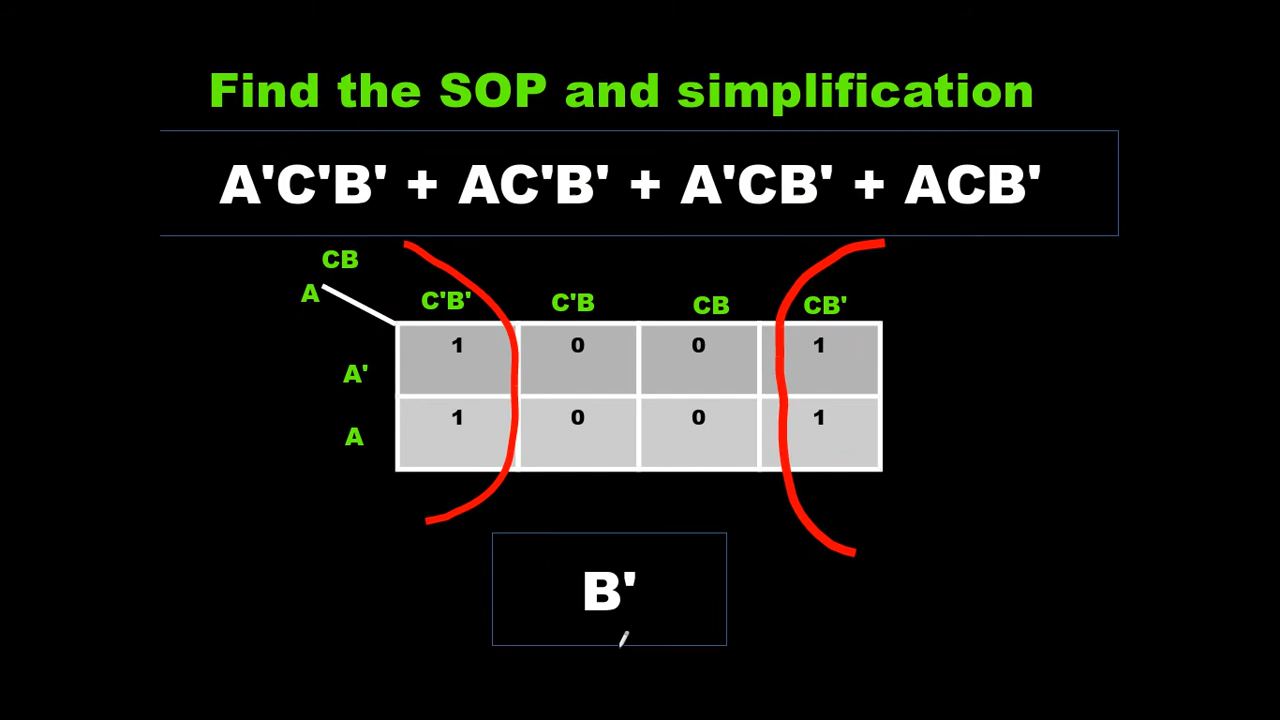 Find the SOP and simplification
A'C'B' + AC'B' + A'CB' + ACB'
CB
A
C'B' C'B CB CB'
A' 1 0 0 1
A 1 0 0 1
B'